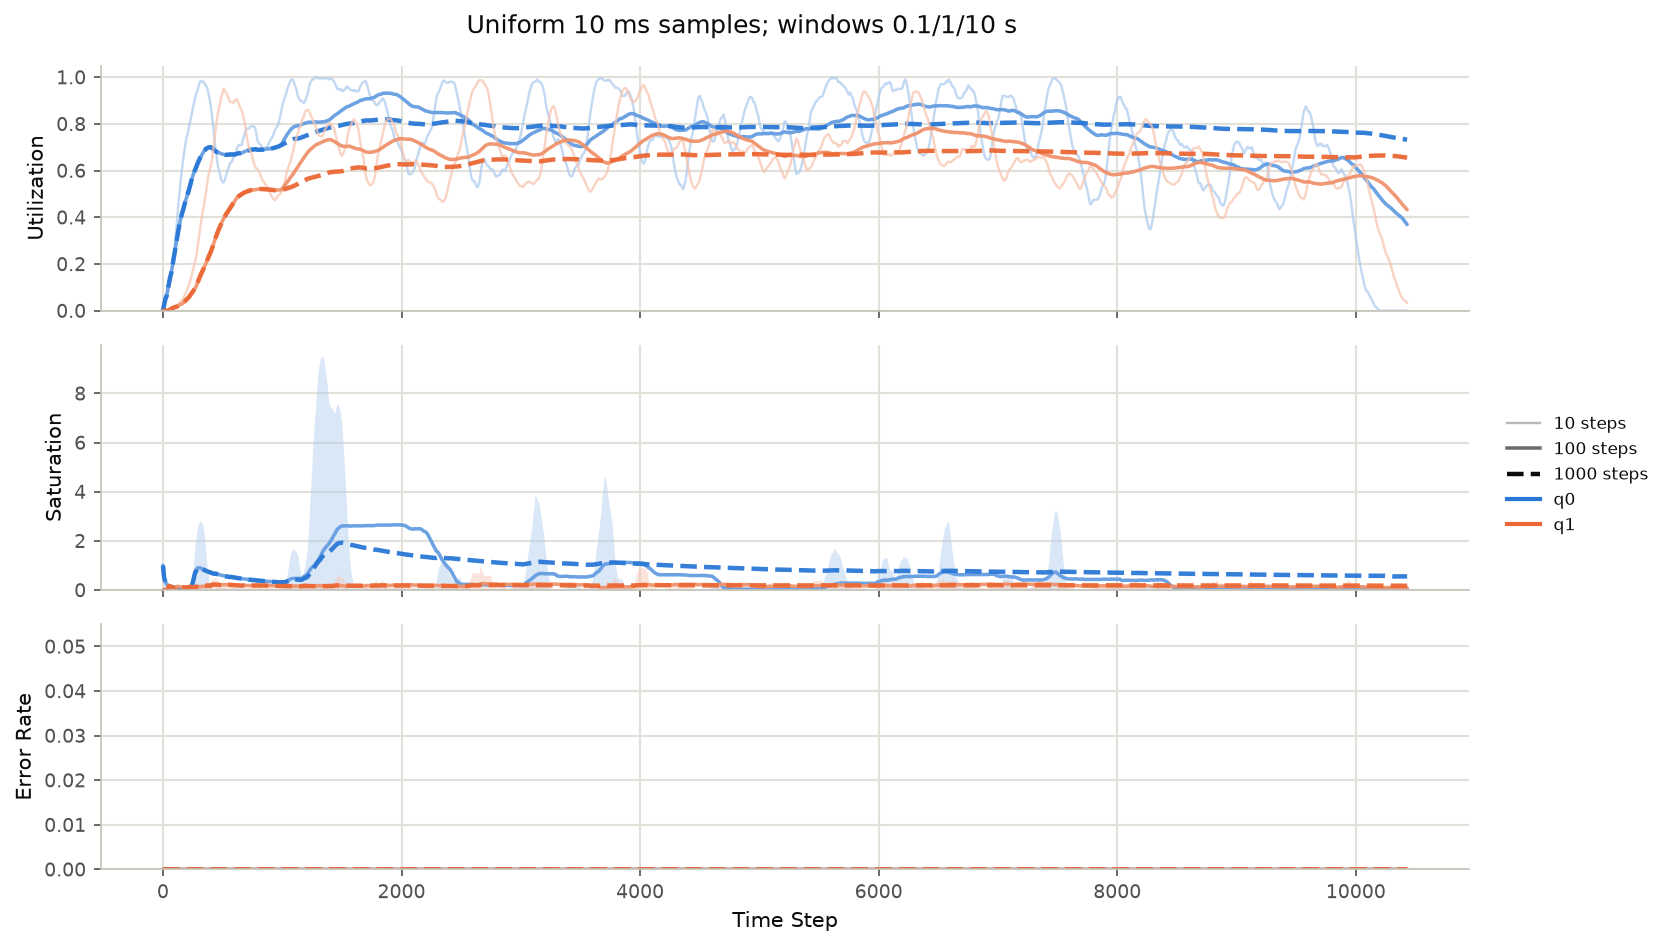 Uniform 10 ms samples; windows 0.1/1/10 s
Utilization
1.0
0.8
0.6
0.4
0.2
0.0
Saturation
8
6
4
2
0
10 steps
100 steps
1000 steps
q0
q1
Error Rate
0.05
0.04
0.03
0.02
0.01
0.00
0 2000 4000 6000 8000 10000
Time Step